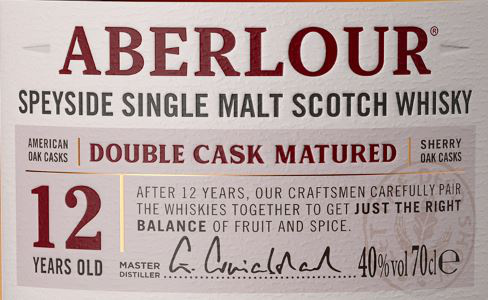 ABERLOUR®
SPEYSIDE SINGLE MALT SCOTCH WHISKY
AMERICAN
OAK CASKS
DOUBLE CASK MATURED
SHERRY
OAK CASKS
12
YEARS OLD
AFTER 12 YEARS, OUR CRAFTSMEN CAREFULLY PAIR
THE WHISKIES TOGETHER TO GET JUST THE RIGHT
BALANCE OF FRUIT AND SPICE.
MASTER
DISTILLER
40%vol 70cl℮